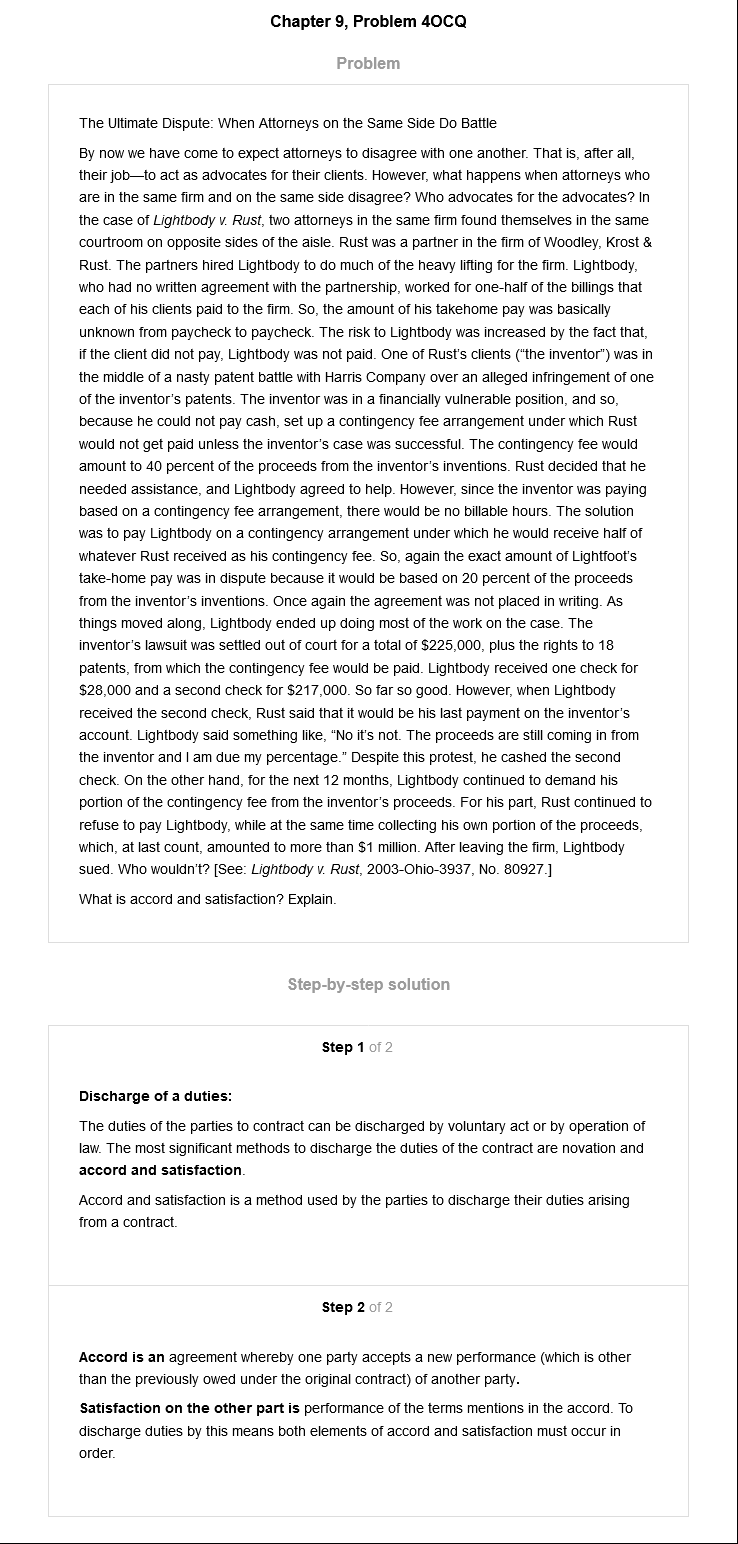 Chapter 9, Problem 4OCQ
Problem
The Ultimate Dispute: When Attorneys on the Same Side Do Battle
By now we have come to expect attorneys to disagree with one another. That is, after all,
their job—to act as advocates for their clients. However, what happens when attorneys who
are in the same firm and on the same side disagree? Who advocates for the advocates? In
the case of Lightbody v. Rust, two attorneys in the same firm found themselves in the same
courtroom on opposite sides of the aisle. Rust was a partner in the firm of Woodley, Krost &
Rust. The partners hired Lightbody to do much of the heavy lifting for the firm. Lightbody,
who had no written agreement with the partnership, worked for one-half of the billings that
each of his clients paid to the firm. So, the amount of his takehome pay was basically
unknown from paycheck to paycheck. The risk to Lightbody was increased by the fact that,
if the client did not pay, Lightbody was not paid. One of Rust's clients (“the inventor”) was in
the middle of a nasty patent battle with Harris Company over an alleged infringement of one
of the inventor's patents. The inventor was in a financially vulnerable position, and so,
because he could not pay cash, set up a contingency fee arrangement under which Rust
would not get paid unless the inventor's case was successful. The contingency fee would
amount to 40 percent of the proceeds from the inventor's inventions. Rust decided that he
needed assistance, and Lightbody agreed to help. However, since the inventor was paying
based on a contingency fee arrangement, there would be no billable hours. The solution
was to pay Lightbody on a contingency arrangement under which he would receive half of
whatever Rust received as his contingency fee. So, again the exact amount of Lightfoot's
take-home pay was in dispute because it would be based on 20 percent of the proceeds
from the inventor's inventions. Once again the agreement was not placed in writing. As
things moved along, Lightbody ended up doing most of the work on the case. The
inventor's lawsuit was settled out of court for a total of $225,000, plus the rights to 18
patents, from which the contingency fee would be paid. Lightbody received one check for
$28,000 and a second check for $217,000. So far so good. However, when Lightbody
received the second check, Rust said that it would be his last payment on the inventor's
account. Lightbody said something like, “No it's not. The proceeds are still coming in from
the inventor and I am due my percentage.” Despite this protest, he cashed the second
check. On the other hand, for the next 12 months, Lightbody continued to demand his
portion of the contingency fee from the inventor's proceeds. For his part, Rust continued to
refuse to pay Lightbody, while at the same time collecting his own portion of the proceeds,
which, at last count, amounted to more than $1 million. After leaving the firm, Lightbody
sued. Who wouldn't? [See: Lightbody v. Rust, 2003-Ohio-3937, No. 80927.]
What is accord and satisfaction? Explain.
Step-by-step solution
Step 1 of 2
Discharge of a duties:
The duties of the parties to contract can be discharged by voluntary act or by operation of
law. The most significant methods to discharge the duties of the contract are novation and
accord and satisfaction.
Accord and satisfaction is a method used by the parties to discharge their duties arising
from a contract.
Step 2 of 2
Accord is an agreement whereby one party accepts a new performance (which is other
than the previously owed under the original contract) of another party.
Satisfaction on the other part is performance of the terms mentions in the accord. To
discharge duties by this means both elements of accord and satisfaction must occur in
order.